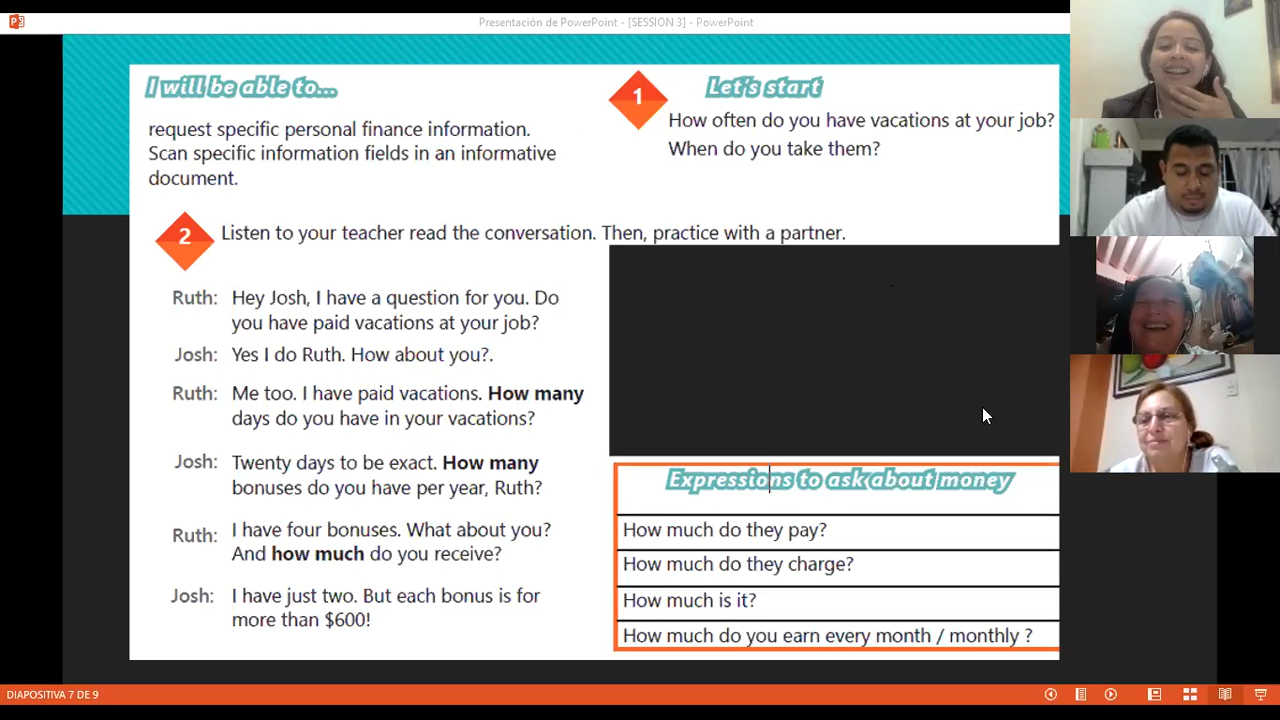 Presentación de PowerPoint - [SESSION 3] - PowerPoint
I will be able to...
request specific personal finance information.
Scan specific information fields in an informative
document.
1
Let's start
How often do you have vacations at your job?
When do you take them?
2
Listen to your teacher read the conversation. Then, practice with a partner.
Ruth: Hey Josh, I have a question for you. Do
you have paid vacations at your job?
Josh: Yes I do Ruth. How about you?.
Ruth: Me too. I have paid vacations. How many
days do you have in your vacations?
Josh: Twenty days to be exact. How many
bonuses do you have per year, Ruth?
Ruth: I have four bonuses. What about you?
And how much do you receive?
Josh: I have just two. But each bonus is for
more than $600!
Expressions to ask about money
How much do they pay?
How much do they charge?
How much is it?
How much do you earn every month / monthly ?
DIAPOSITIVA 7 DE 9